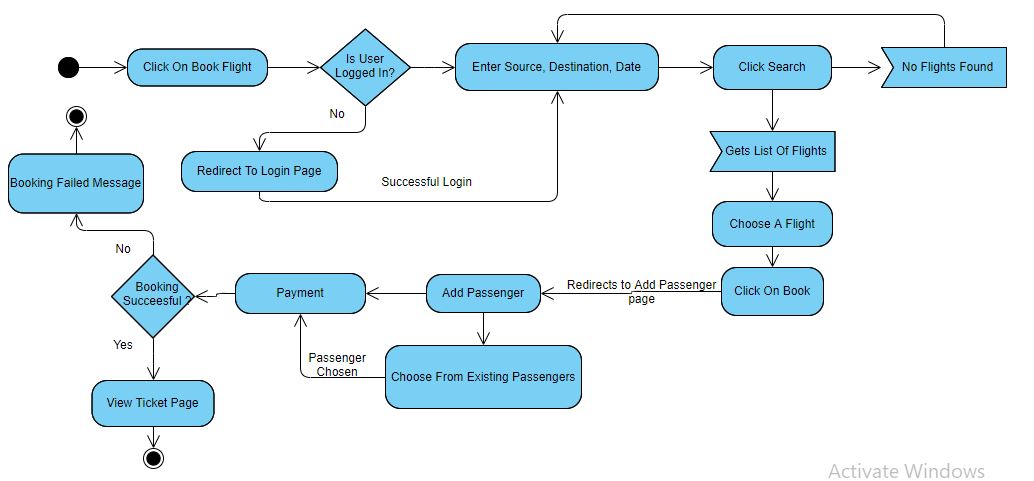 Click On Book Flight
Is User
Logged In?
Enter Source, Destination, Date
Click Search
No Flights Found
No
Redirect To Login Page
Successful Login
Gets List Of Flights
Choose A Flight
Click On Book
Redirects to Add Passenger
page
Add Passenger
Choose From Existing Passengers
Passenger
Chosen
Payment
Booking
Succeesful ?
No
Booking Failed Message
Yes
View Ticket Page
Activate Windows